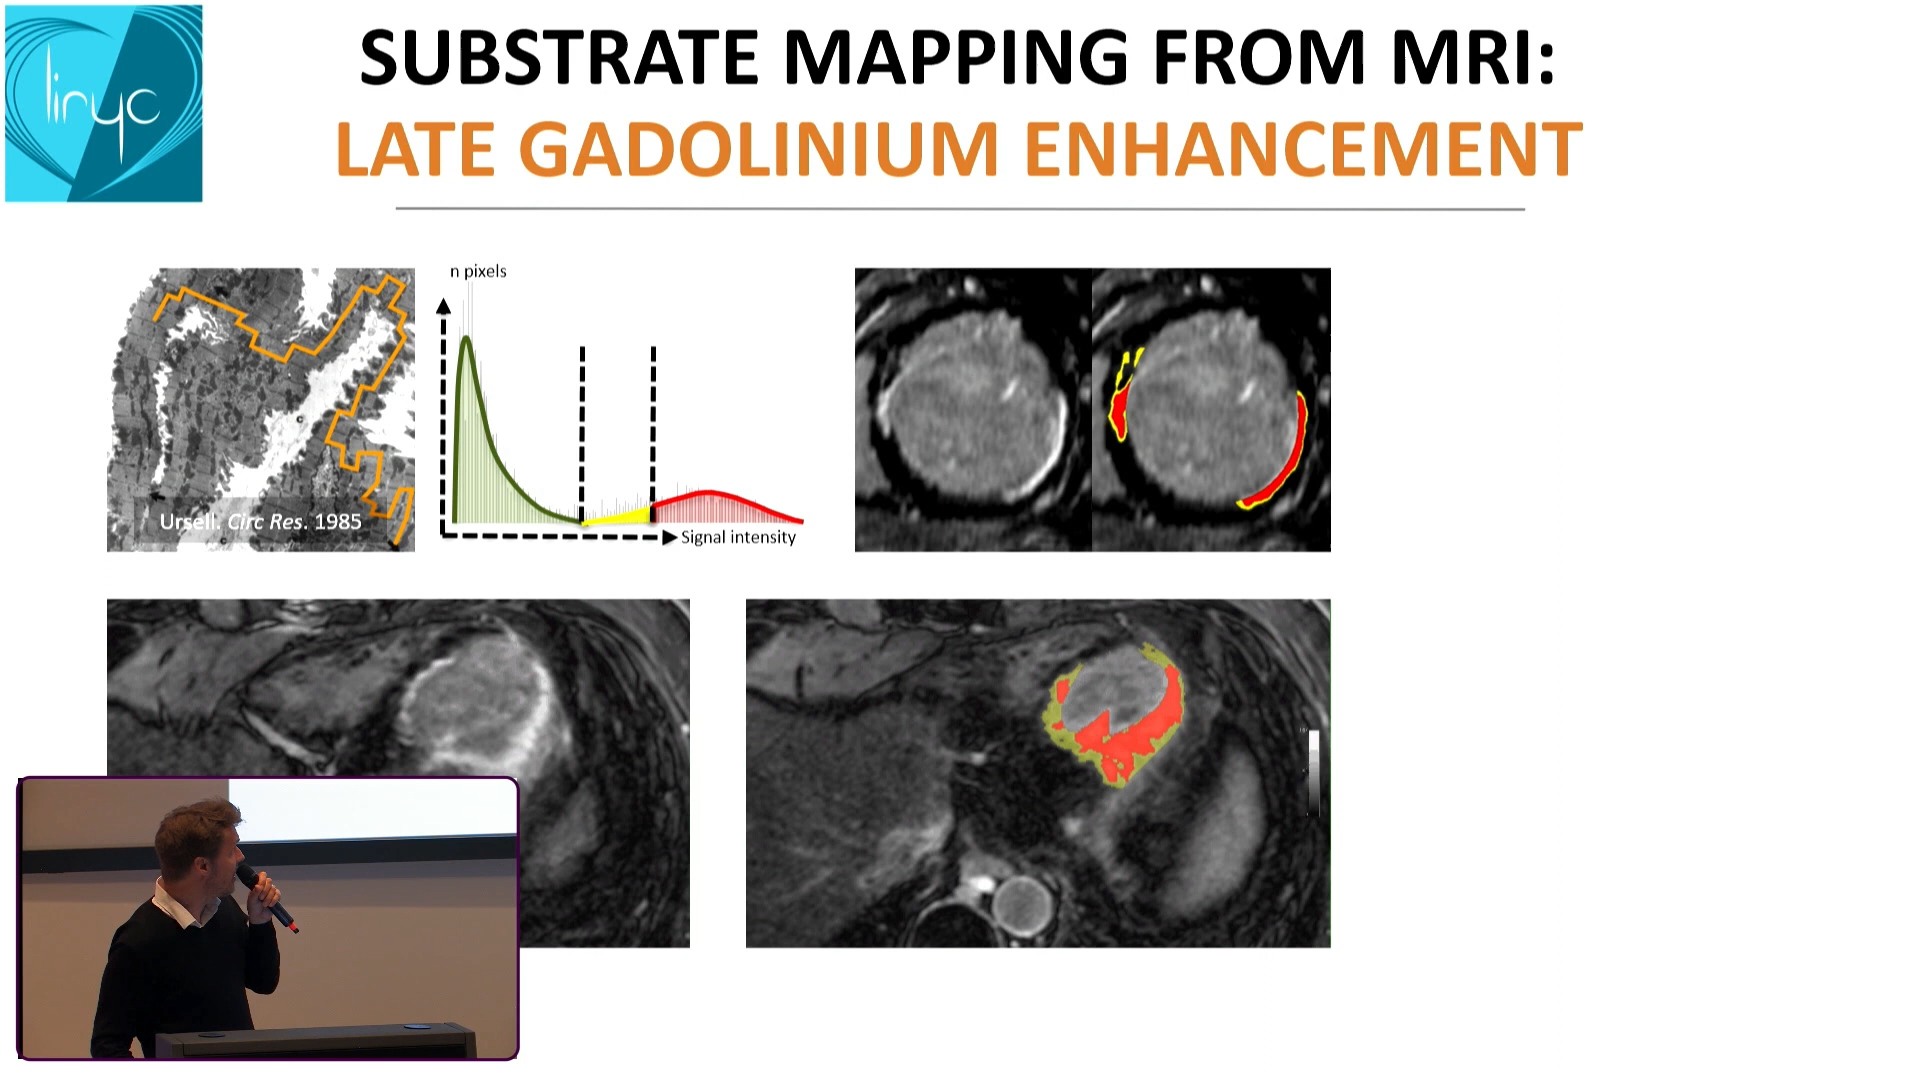 liryc
SUBSTRATE MAPPING FROM MRI:
LATE GADOLINIUM ENHANCEMENT
n pixels
Ursell. Circ Res. 1985
Signal intensity